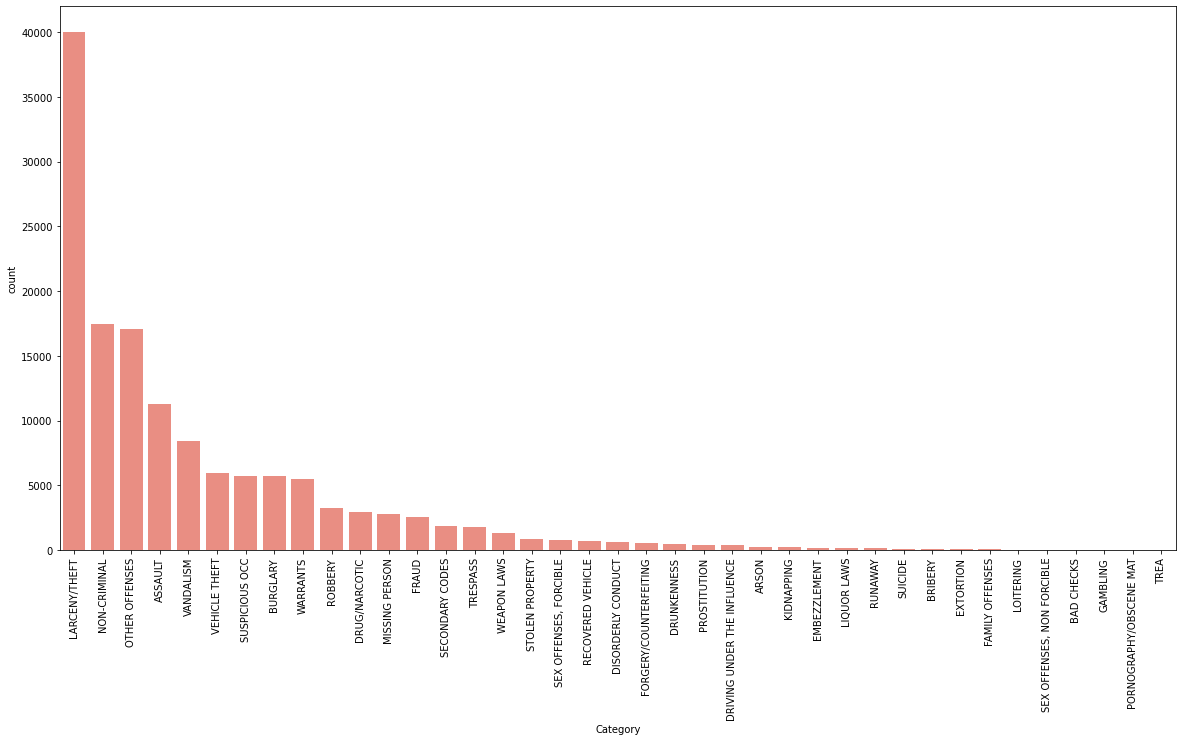 40000
35000
30000
25000
20000
15000
10000
5000
0
count
LARCENY/THEFT
NON-CRIMINAL
OTHER OFFENSES
ASSAULT
VANDALISM
VEHICLE THEFT
SUSPICIOUS OCC
BURGLARY
WARRANTS
ROBBERY
DRUG/NARCOTIC
MISSING PERSON
FRAUD
SECONDARY CODES
TRESPASS
WEAPON LAWS
STOLEN PROPERTY
SEX OFFENSES, FORCIBLE
RECOVERED VEHICLE
DISORDERLY CONDUCT
FORGERY/COUNTERFEITING
DRUNKENNESS
PROSTITUTION
DRIVING UNDER THE INFLUENCE
ARSON
KIDNAPPING
EMBEZZLEMENT
LIQUOR LAWS
RUNAWAY
SUICIDE
BRIBERY
EXTORTION
FAMILY OFFENSES
LOITERING
SEX OFFENSES, NON FORCIBLE
BAD CHECKS
GAMBLING
PORNOGRAPHY/OBSCENE MAT
TREA
Category